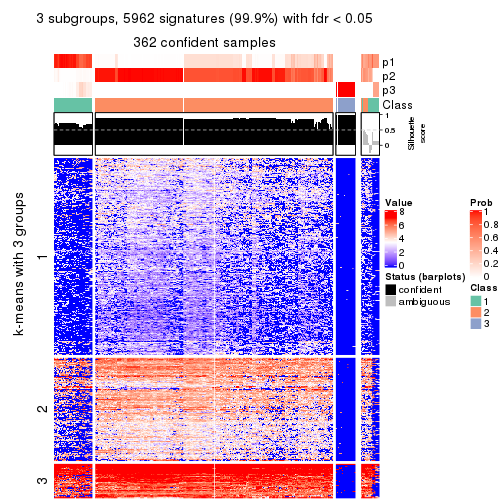 3 subgroups, 5962 signatures (99.9%) with fdr < 0.05
362 confident samples
p1
p2
p3
Class
1
0.5
0
Silhouette
score
k-means with 3 groups
1
2
3
Value
8
6
4
2
0
Status (barplots)
confident
ambiguous
Prob
1
0.8
0.6
0.4
0.2
0
Class
1
2
3